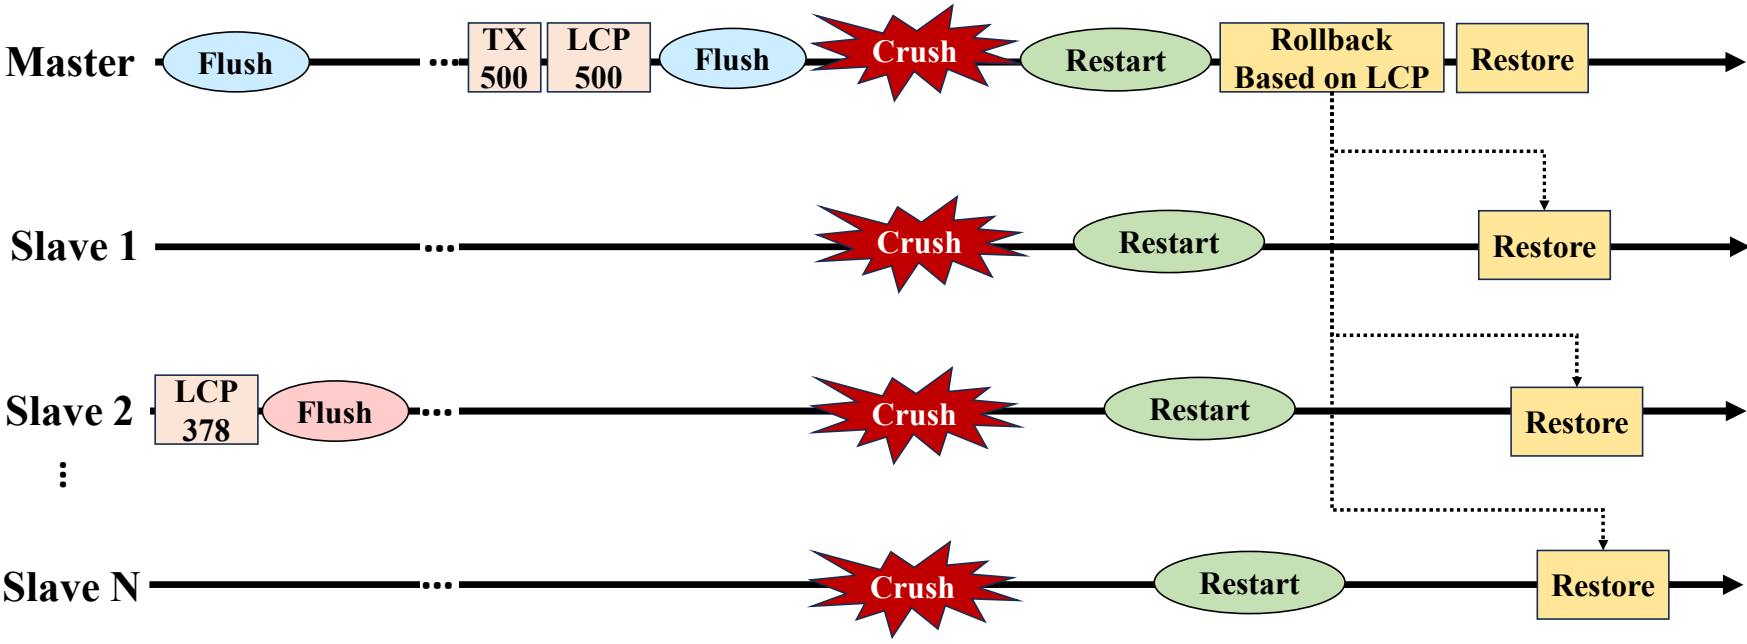 Master
Flush
...
TX
500
LCP
500
Flush
Crush
Restart
Rollback
Based on LCP
Restore
Slave 1
...
Crush
Restart
Restore
Slave 2
LCP
378
Flush
...
Crush
Restart
Restore
⋮
Slave N
...
Crush
Restart
Restore